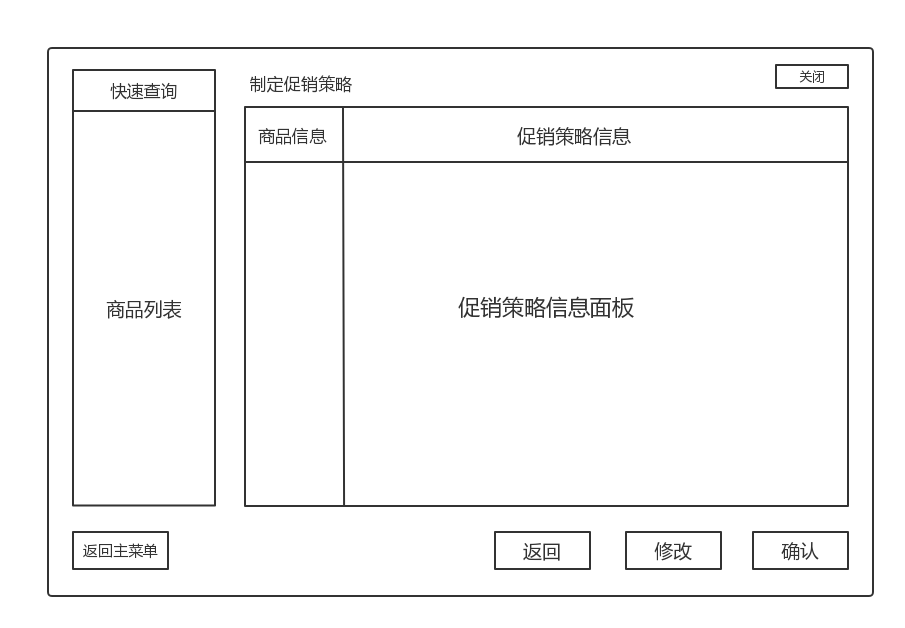 快速查询
制定促销策略
关闭
商品信息
促销策略信息
商品列表
促销策略信息面板
返回主菜单
返回
修改
确认